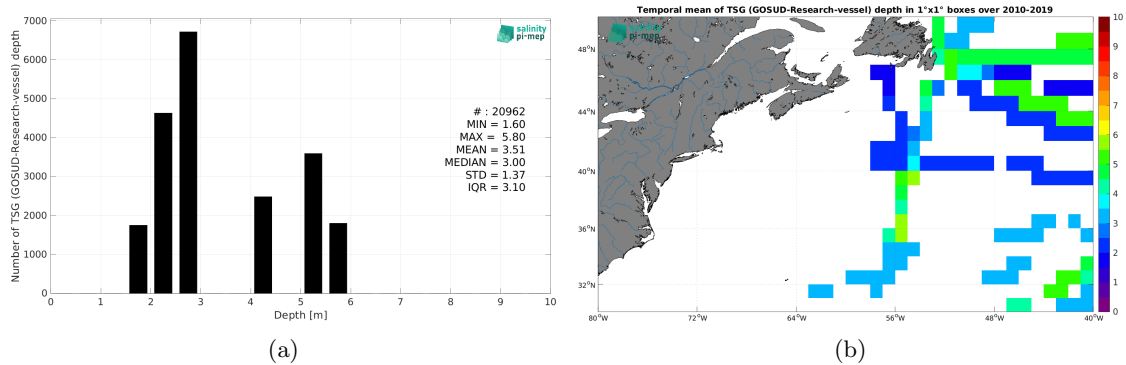 7000
6000
5000
4000
3000
2000
1000
0
Number of TSG (GOSUD-Research-vessel) depth
salinity
pi-mep
# : 20962
MIN = 1.60
MAX = 5.80
MEAN = 3.51
MEDIAN = 3.00
STD = 1.37
IQR = 3.10
0 1 2 3 4 5 6 7 8 9 10
Depth [m]
(a)
Temporal mean of TSG (GOSUD-Research-vessel) depth in 1°x1° boxes over 2010-2019
salinity
pi-mep
48°N
44°N
40°N
36°N
32°N
80°W 72°W 64°W 56°W 48°W 40°W
10
9
8
7
6
5
4
3
2
1
0
(b)